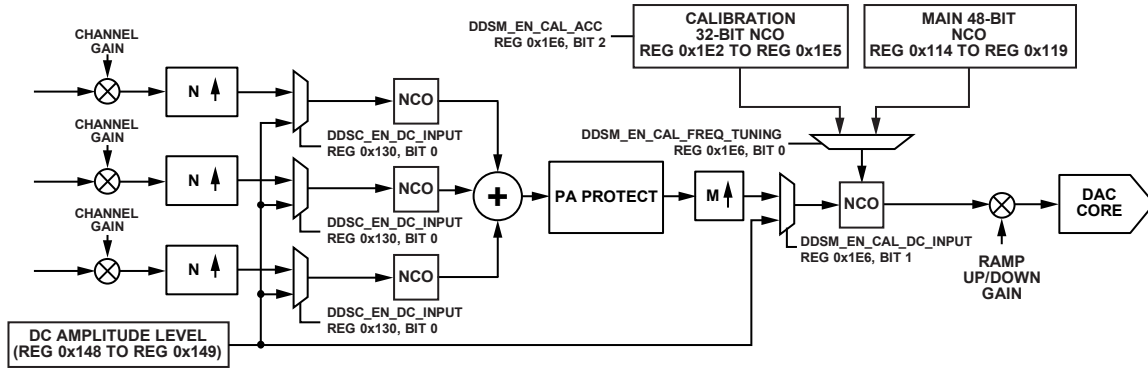 CHANNEL
GAIN
N
DDSC_EN_DC_INPUT
REG 0x130, BIT 0
NCO
CHANNEL
GAIN
N
DDSC_EN_DC_INPUT
REG 0x130, BIT 0
NCO
CHANNEL
GAIN
N
DDSC_EN_DC_INPUT
REG 0x130, BIT 0
NCO
DC AMPLITUDE LEVEL
(REG 0x148 TO REG 0x149)
+
PA PROTECT
M
DDSM_EN_CAL_DC_INPUT
REG 0x1E6, BIT 1
DDSM_EN_CAL_ACC
REG 0x1E6, BIT 2
CALIBRATION
32-BIT NCO
REG 0x1E2 TO REG 0x1E5
MAIN 48-BIT
NCO
REG 0x114 TO REG 0x119
DDSM_EN_CAL_FREQ_TUNING
REG 0x1E6, BIT 0
NCO
RAMP
UP/DOWN
GAIN
DAC
CORE